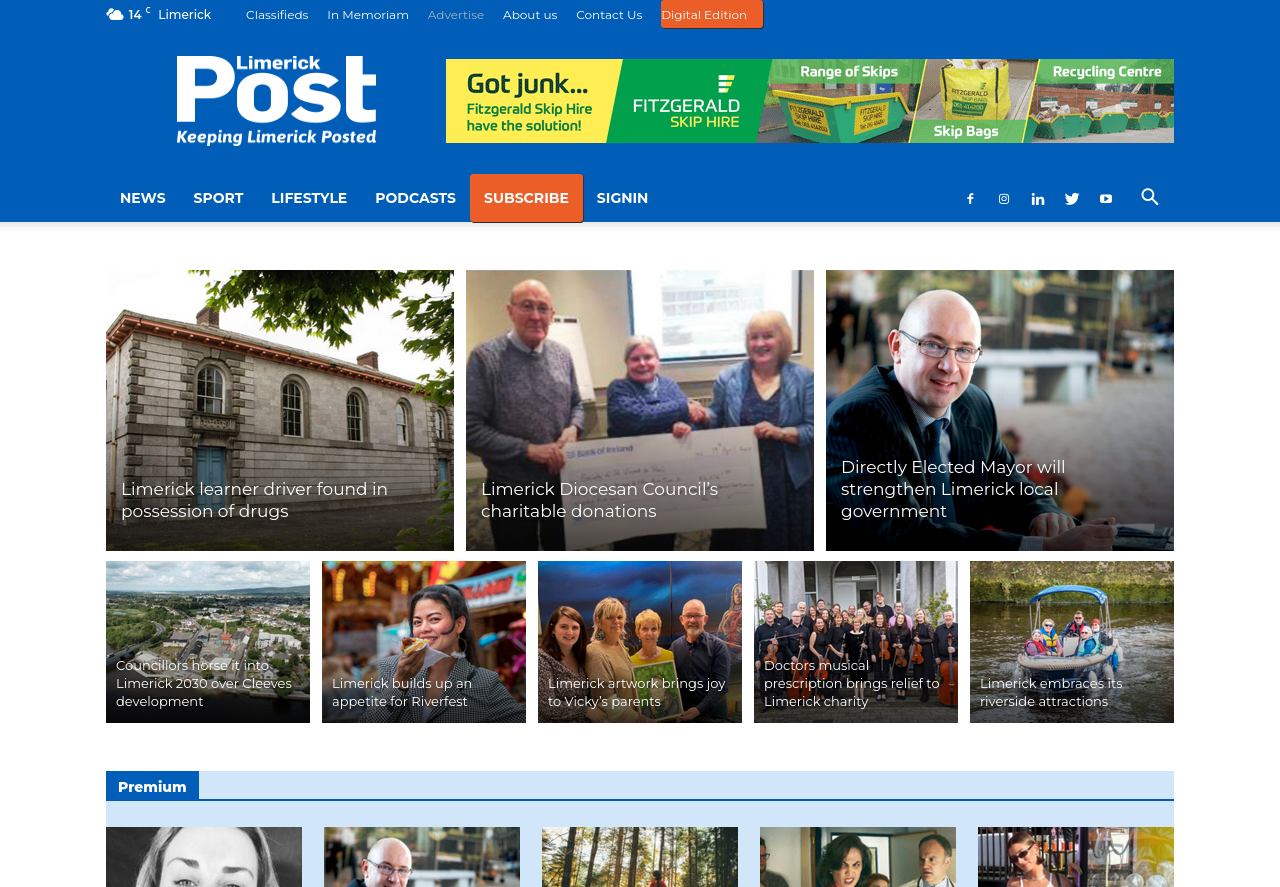 14 C Limerick
Classifieds In Memoriam Advertise About us Contact Us Digital Edition
Limerick
Post
Keeping Limerick Posted
Got junk...
Fitzgerald Skip Hire
have the solution!
FITZGERALD
SKIP HIRE
Range of Skips
Skip Bags
Recycling Centre
NEWS SPORT LIFESTYLE PODCASTS SUBSCRIBE SIGNIN
Limerick learner driver found in
possession of drugs
Bank of Ireland
Limerick Diocesan Council’s
charitable donations
Directly Elected Mayor will
strengthen Limerick local
government
Councillors horse it into
Limerick 2030 over Cleeves
development
Limerick builds up an
appetite for Riverfest
Limerick artwork brings joy
to Vicky’s parents
Doctors musical
prescription brings relief to
Limerick charity
Limerick embraces its
riverside attractions
Premium